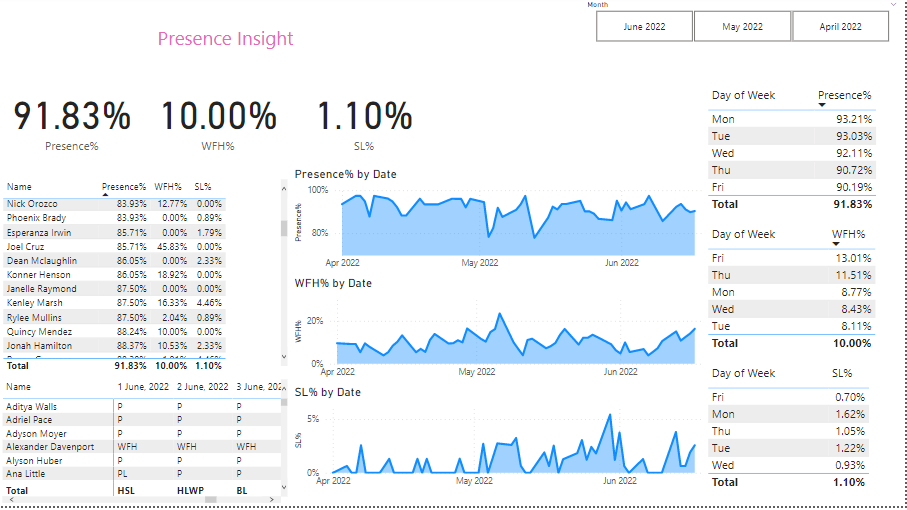 Month
June 2022 May 2022 April 2022
Presence Insight
91.83% 10.00% 1.10%
Presence% WFH% SL%
Name Presence% WFH% SL%
Nick Orozco 83.93% 12.77% 0.00%
Phoenix Brady 83.93% 0.00% 0.89%
Esperanza Irwin 85.71% 0.00% 1.79%
Joel Cruz 85.71% 45.83% 0.00%
Dean Mclaughlin 86.05% 0.00% 2.33%
Konner Henson 86.05% 18.92% 0.00%
Janelle Raymond 87.50% 0.00% 0.00%
Kenley Marsh 87.50% 16.33% 4.46%
Rylee Mullins 87.50% 2.04% 0.89%
Quincy Mendez 88.24% 10.00% 0.00%
Jonah Hamilton 88.37% 10.53% 2.33%
Total 91.83% 10.00% 1.10%
Name 1 June, 2022 2 June, 2022 3 June, 202
Aditya Walls P P P
Adriel Pace P P P
Adyson Moyer P P P
Alexander Davenport WFH WFH WFH
Alyson Huber P P P
Ana Little PL P P
Total HSL HLWP BL
Presence% by Date
Presence%
100%
80%
Apr 2022 May 2022 Jun 2022
WFH% by Date
WFH%
20%
0%
Apr 2022 May 2022 Jun 2022
SL% by Date
SL%
5%
0%
Apr 2022 May 2022 Jun 2022
Day of Week Presence%
Mon 93.21%
Tue 93.03%
Wed 92.11%
Thu 90.72%
Fri 90.19%
Total 91.83%
Day of Week WFH%
Fri 13.01%
Thu 11.51%
Mon 8.77%
Wed 8.43%
Tue 8.11%
Total 10.00%
Day of Week SL%
Fri 0.70%
Mon 1.62%
Thu 1.05%
Tue 1.22%
Wed 0.93%
Total 1.10%